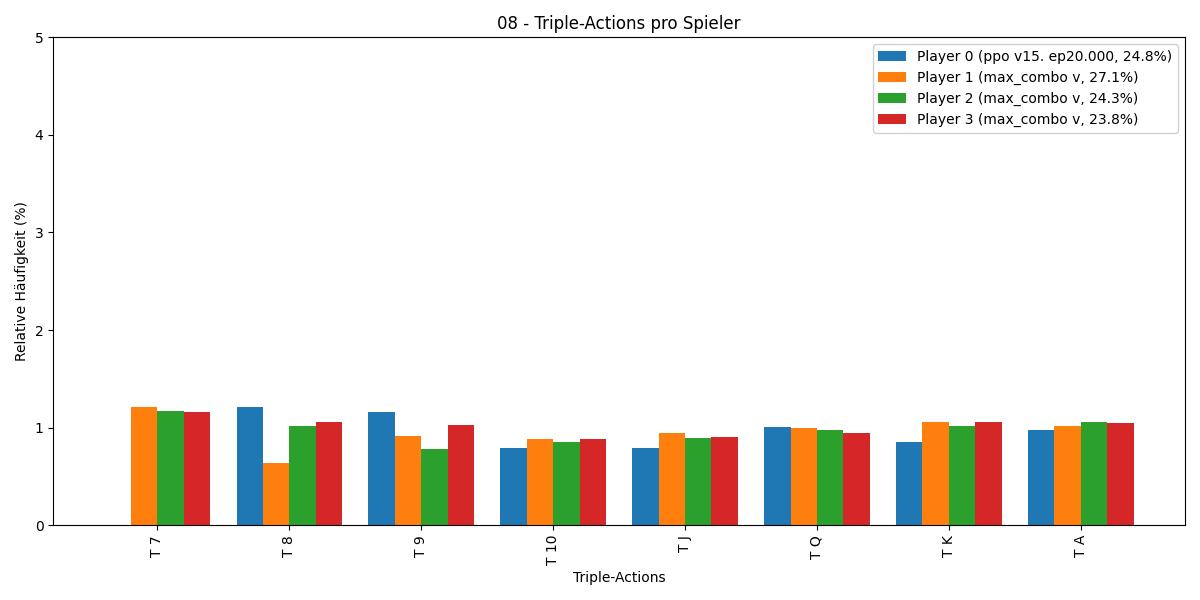 08 - Triple-Actions pro Spieler
Player 0 (ppo v15. ep20.000, 24.8%)
Player 1 (max_combo v, 27.1%)
Player 2 (max_combo v, 24.3%)
Player 3 (max_combo v, 23.8%)
Relative Häufigkeit (%)
5
4
3
2
1
0
T 7
T 8
T 9
T 10
T J
T Q
T K
T A
Triple-Actions